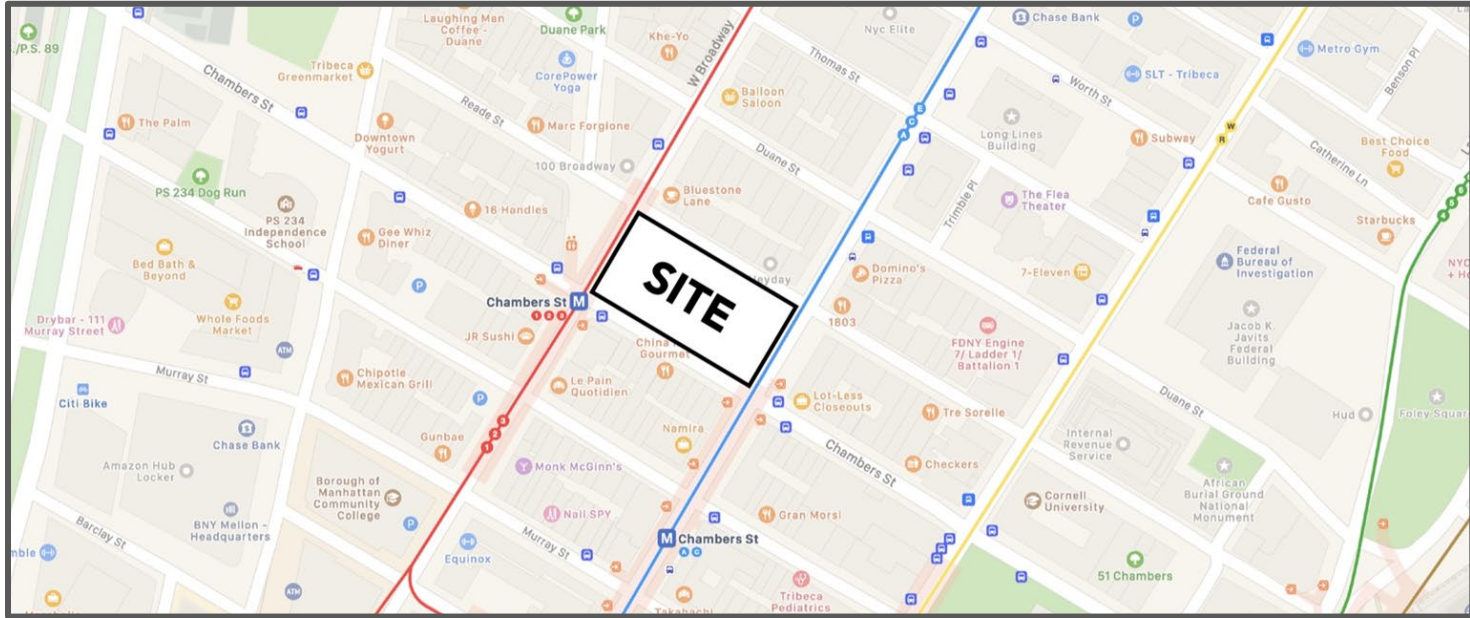 Laughing Man
Coffee -
Duane
Duane Park
Khe-Yo
W Broadway
Nyc Elite
Chase Bank
P
Metro Gym
Benson Pl
./P.S. 89
Tribeca
Greenmarket
CorePower
Yoga
Thomas St
Worth St
SLT - Tribeca
Chambers St
Reade St
Balloon
Saloon
E
C
A
Long Lines
Building
W
R
The Palm
Downtown
Yogurt
Marc Forgione
Subway
Best Choice
Food
Catherine Ln
100 Broadway
Duane St
PS 234 Dog Run
Bluestone
Lane
Trimble Pl
The Flea
Theater
Cafe Gusto
Starbucks
PS 234
Independence
School
16 Handles
Gee Whiz
Diner
Bed Bath &
Beyond
SITE
Domino's
Pizza
7-Eleven
Federal
Bureau of
Investigation
P
Chambers St
M
1 2 3
1803
Drybar - 111
Murray Street
Whole Foods
Market
JR Sushi
China
Gourmet
FDNY Engine
7/ Ladder 1/
Battalion 1
Jacob K.
Javits
Federal
Building
ATM
Murray St
Chipotle
Mexican Grill
Le Pain
Quotidien
Lot-Less
Closeouts
Duane St
Citi Bike
P
Tre Sorelle
Hud
Foley Squar
Chase Bank
Gunbae
3
2
1
Namira
Internal
Revenue
Service
Amazon Hub
Locker
Monk McGinn's
Chambers St
Checkers
African
Burial Ground
National
Monument
Borough of
Manhattan
Community
College
Cornell
University
BNY Mellon -
Headquarters
P
Nail SPY
Gran Morsi
Barclay St
Murray St
M
Chambers St
A C
Equinox
51 Chambers
ATM
Tribeca
Pediatrics
Takahachi